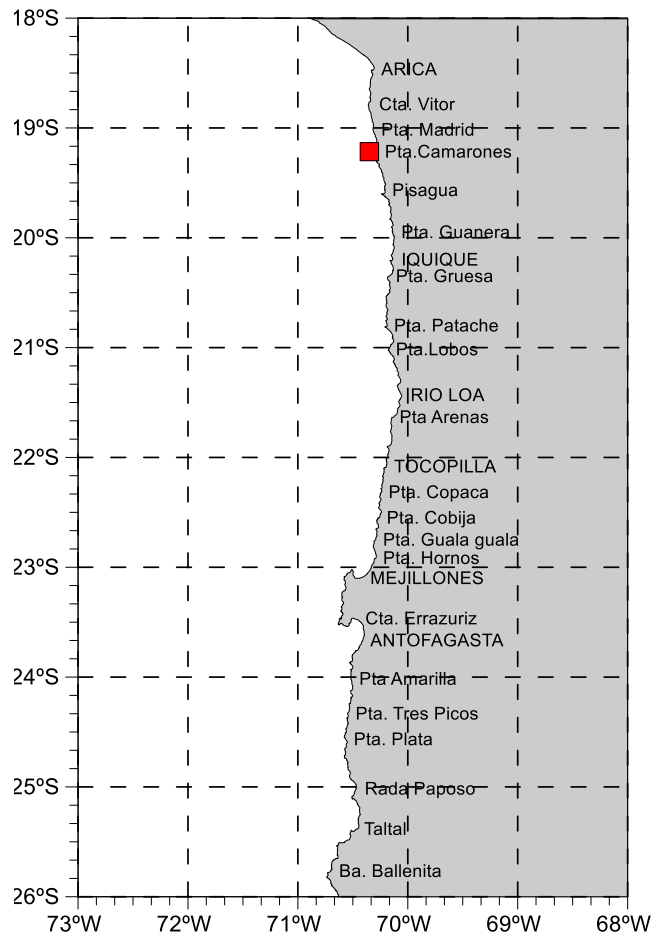 18ºS
ARICA
Cta. Vitor
19ºS
Pta. Madrid
Pta.Camarones
Pisagua
Pta. Guanera
20ºS
IQUIQUE
Pta. Gruesa
Pta. Patache
21ºS
Pta.Lobos
RIO LOA
Pta Arenas
22ºS
TOCOPILLA
Pta. Copaca
Pta. Cobija
Pta. Guala guala
Pta. Hornos
23ºS
MEJILLONES
Cta. Errazuriz
ANTOFAGASTA
24ºS
Pta Amarilla
Pta. Tres Picos
Pta. Plata
25ºS
Rada Paposo
Taltal
Ba. Ballenita
26ºS
73ºW 72ºW 71ºW 70ºW 69ºW 68ºW